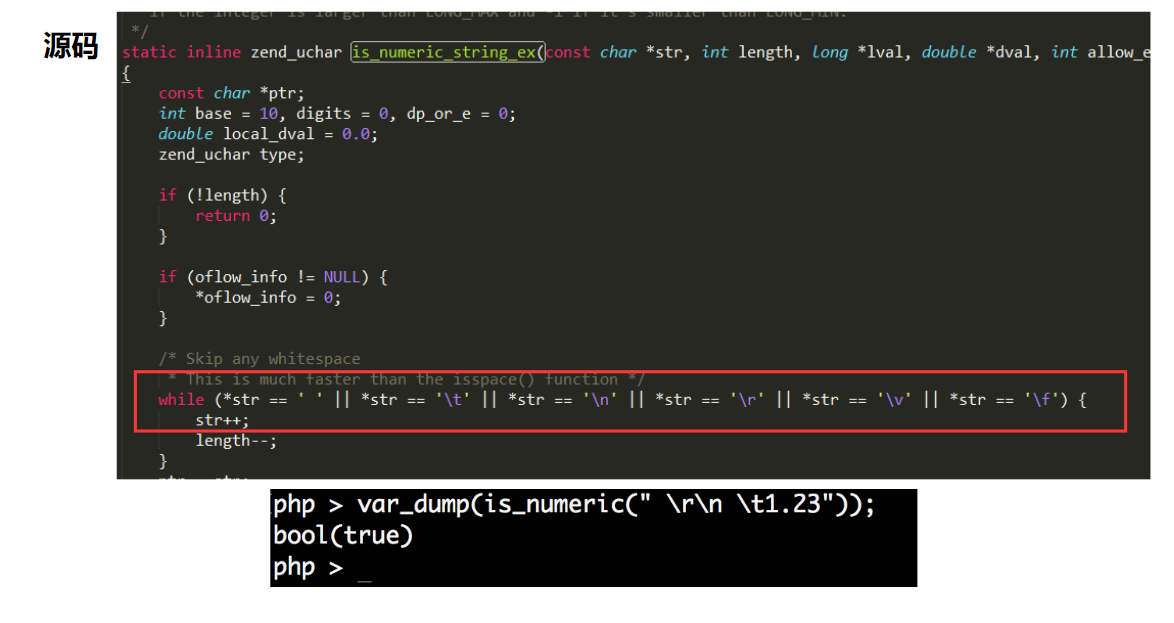 If the integer is larger than LONG_MAX and -1 if it's smaller than LONG_MIN.
源码
*/
static inline zend_uchar is_numeric_string_ex(const char *str, int length, long *lval, double *dval, int allow_e
{
const char *ptr;
int base = 10, digits = 0, dp_or_e = 0;
double local_dval = 0.0;
zend_uchar type;
if (!length) {
return 0;
}
if (oflow_info != NULL) {
*oflow_info = 0;
}
/* Skip any whitespace
* This is much faster than the isspace() function */
while (*str == ' ' || *str == '\t' || *str == '\n' || *str == '\r' || *str == '\v' || *str == '\f') {
str++;
length--;
}
php > var_dump(is_numeric(" \r\n \t1.23"));
bool(true)
php > _